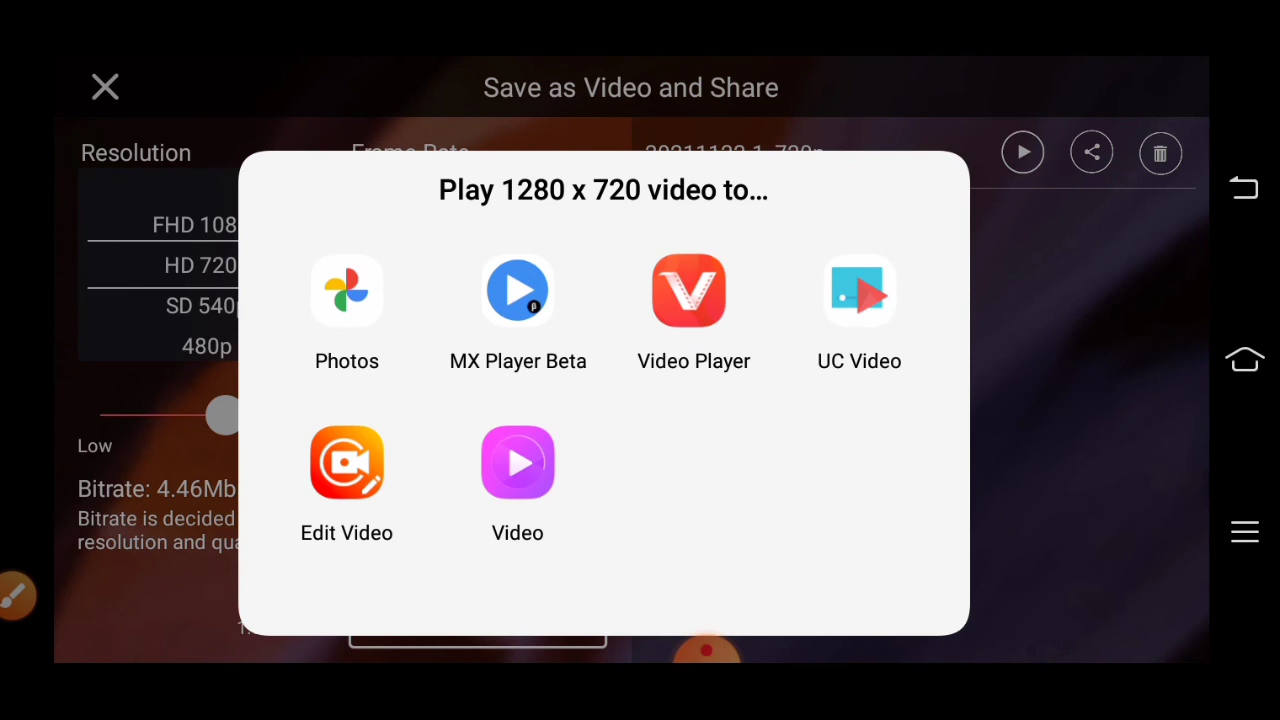 Save as Video and Share
Resolution
Play 1280 x 720 video to...
FHD 108
HD 720
SD 540
480p
Photos
MX Player Beta
Video Player
UC Video
Low
Bitrate: 4.46Mb
Bitrate is decided
resolution and qua
Edit Video
Video